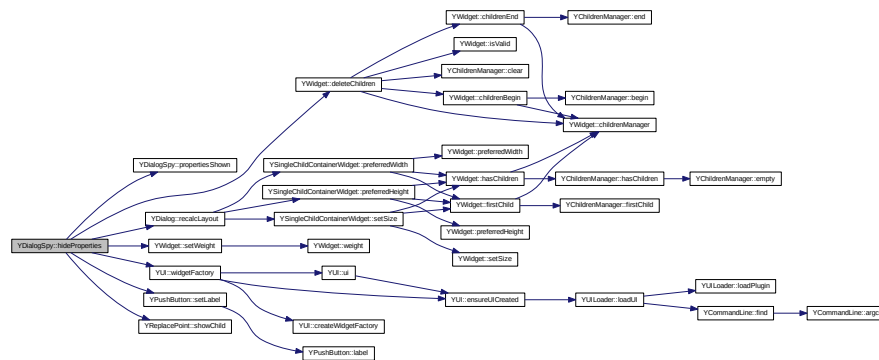 YWidget::childrenEnd
YChildrenManager::end
YWidget::isValid
YChildrenManager::clear
YWidget::deleteChildren
YWidget::childrenBegin
YChildrenManager::begin
YWidget::childrenManager
YWidget::preferredWidth
YDialogSpy::propertiesShown
YSingleChildContainerWidget::preferredWidth
YWidget::hasChildren
YChildrenManager::hasChildren
YChildrenManager::empty
YSingleChildContainerWidget::preferredHeight
YWidget::firstChild
YChildrenManager::firstChild
YDialog::recalcLayout
YSingleChildContainerWidget::setSize
YWidget::preferredHeight
YDialogSpy::hideProperties
YWidget::setWeight
YWidget::weight
YWidget::setSize
YUI::widgetFactory
YUI::ui
YUILoader::loadPlugin
YPushButton::setLabel
YUI::ensureUICreated
YUILoader::loadUI
YCommandLine::find
YCommandLine::argc
YReplacePoint::showChild
YUI::createWidgetFactory
YPushButton::label